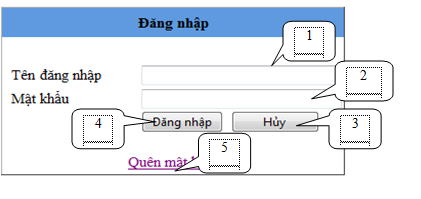 Đăng nhập
1
Tên đăng nhập
2
Mật khẩu
4 Đăng nhập Hủy 3
Quên mật 5